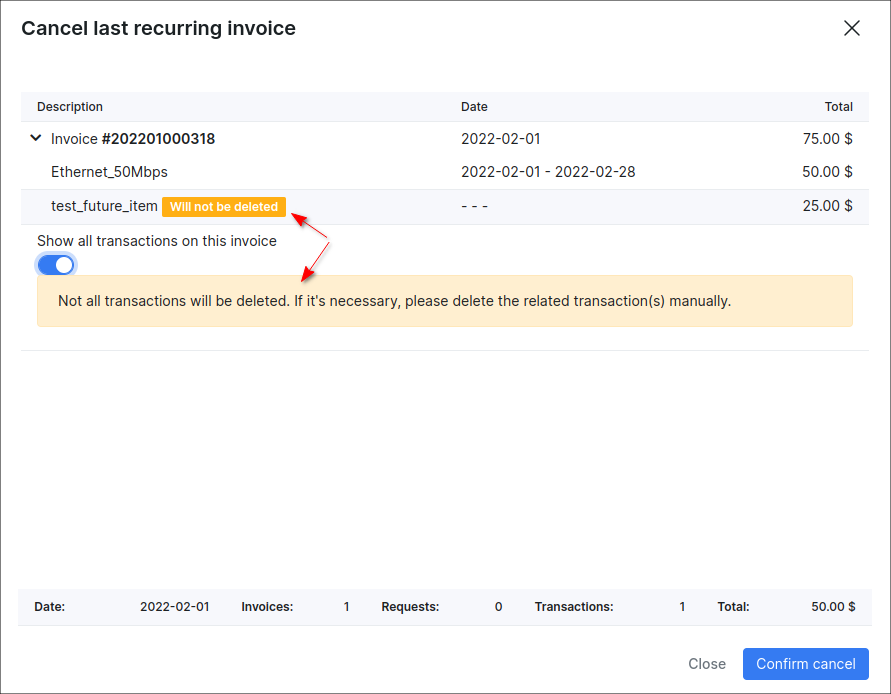 Cancel last recurring invoice
Description Date Total
Invoice #202201000318 2022-02-01 75.00 $
Ethernet_50Mbps 2022-02-01 - 2022-02-28 50.00 $
test_future_item Will not be deleted - - - 25.00 $
Show all transactions on this invoice
Not all transactions will be deleted. If it's necessary, please delete the related transaction(s) manually.
Date: 2022-02-01 Invoices: 1 Requests: 0 Transactions: 1 Total: 50.00 $
Close Confirm cancel